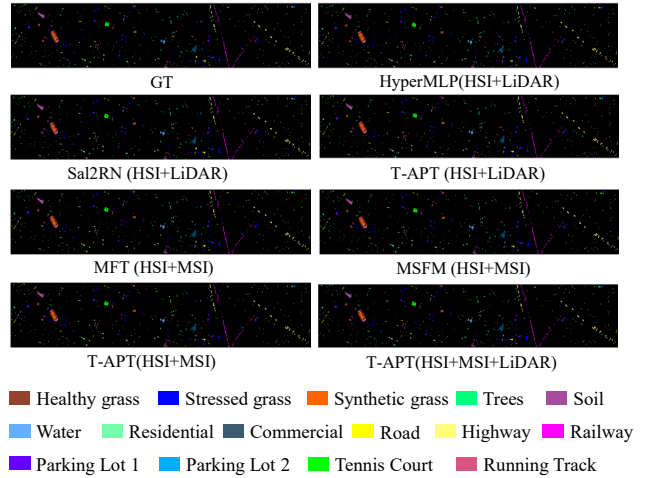 GT HyperMLP(HSI+LiDAR)
Sal2RN (HSI+LiDAR) T-APT (HSI+LiDAR)
MFT (HSI+MSI) MSFM (HSI+MSI)
T-APT(HSI+MSI) T-APT(HSI+MSI+LiDAR)
Healthy grass Stressed grass Synthetic grass Trees Soil
Water Residential Commercial Road Highway Railway
Parking Lot 1 Parking Lot 2 Tennis Court Running Track